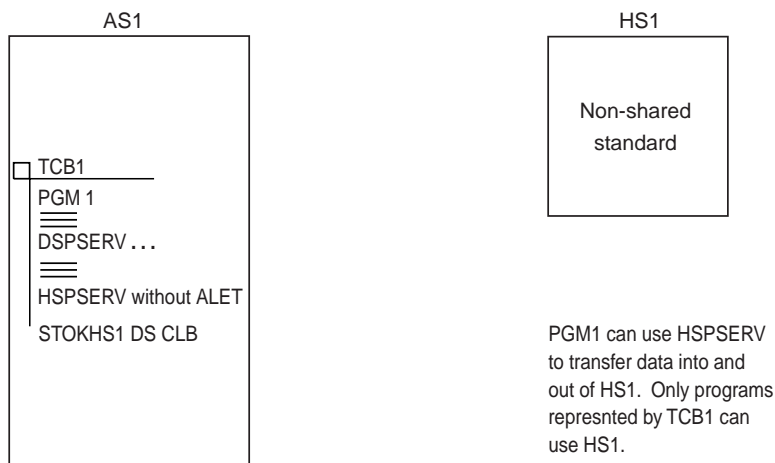 AS1
TCB1
PGM 1
DSPSERV ...
HSPSERV without ALET
STOKHS1 DS CLB
HS1
Non-shared
standard
PGM1 can use HSPSERV
to transfer data into and
out of HS1. Only programs
represnted by TCB1 can
use HS1.